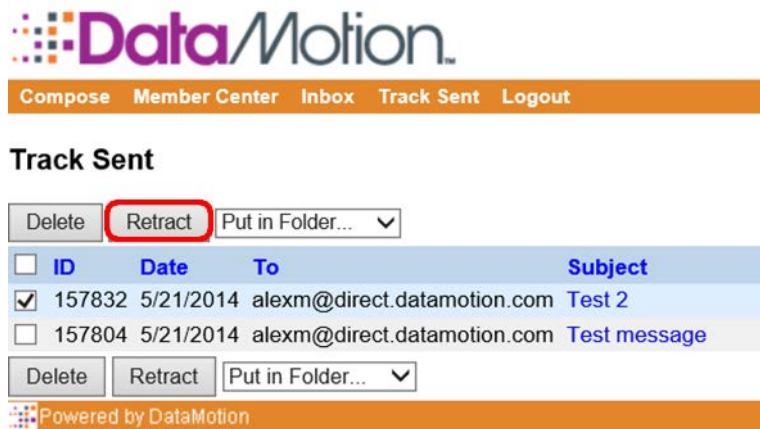 DataMotion™
Compose Member Center Inbox Track Sent Logout
Track Sent
Delete Retract Put in Folder...
ID Date To Subject
157832 5/21/2014 alexm@direct.datamotion.com Test 2
157804 5/21/2014 alexm@direct.datamotion.com Test message
Delete Retract Put in Folder...
Powered by DataMotion